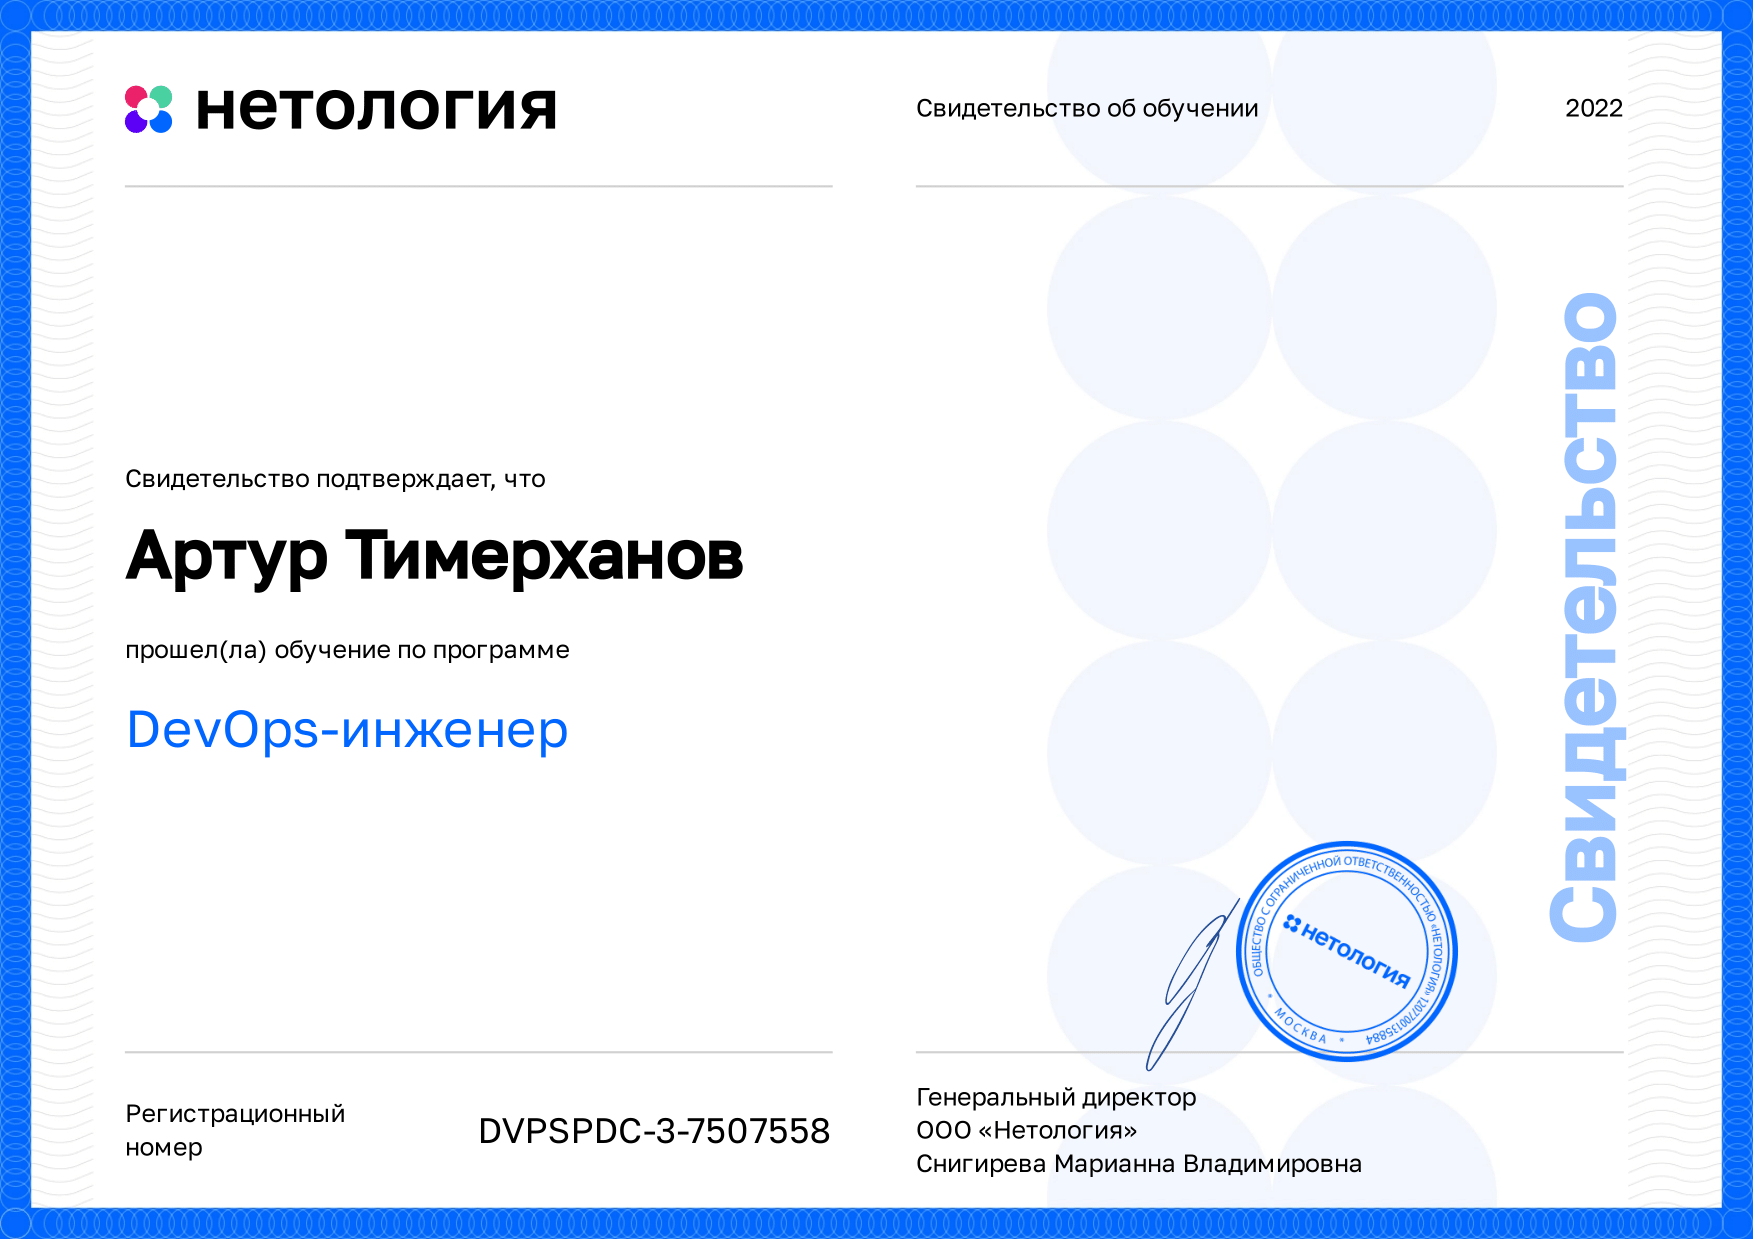 нетология
Свидетельство об обучении
2022
Свидетельство подтверждает, что
Артур Тимерханов
прошел(ла) обучение по программе
DevOps-инженер
Свидетельство
ОБЩЕСТВО С ОГРАНИЧЕННОЙ ОТВЕТСТВЕННОСТЬЮ «НЕТОЛОГИЯ» 1207700135884
* МОСКВА *
нетология
Регистрационный
номер
DVPSPDC-3-7507558
Генеральный директор
ООО «Нетология»
Снигирева Марианна Владимировна